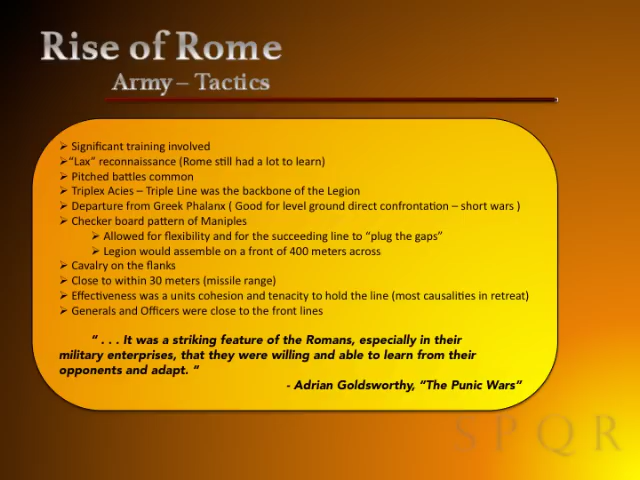 Rise of Rome
Army – Tactics
➢ Significant training involved
➢“Lax” reconnaissance (Rome still had a lot to learn)
➢ Pitched battles common
➢ Triplex Acies – Triple Line was the backbone of the Legion
➢ Departure from Greek Phalanx ( Good for level ground direct confrontation – short wars )
➢ Checker board pattern of Maniples
➢ Allowed for flexibility and for the succeeding line to “plug the gaps”
➢ Legion would assemble on a front of 400 meters across
➢ Cavalry on the flanks
➢ Close to within 30 meters (missile range)
➢ Effectiveness was a units cohesion and tenacity to hold the line (most causalities in retreat)
➢ Generals and Officers were close to the front lines
“ . . . It was a striking feature of the Romans, especially in their
military enterprises, that they were willing and able to learn from their
opponents and adapt. ”
- Adrian Goldsworthy, “The Punic Wars”
S P Q R